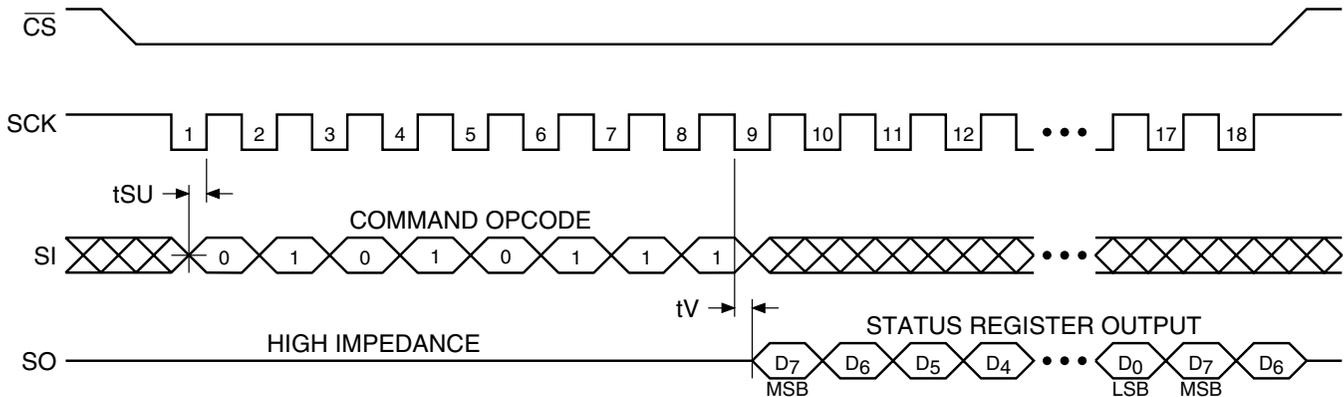 CS
SCK 1 2 3 4 5 6 7 8 9 10 11 12 ••• 17 18
tSU
COMMAND OPCODE
SI 0 1 0 1 0 1 1 1 •••
tV
STATUS REGISTER OUTPUT
HIGH IMPEDANCE
SO D7 D6 D5 D4 ••• D0 D7 D6
MSB LSB MSB